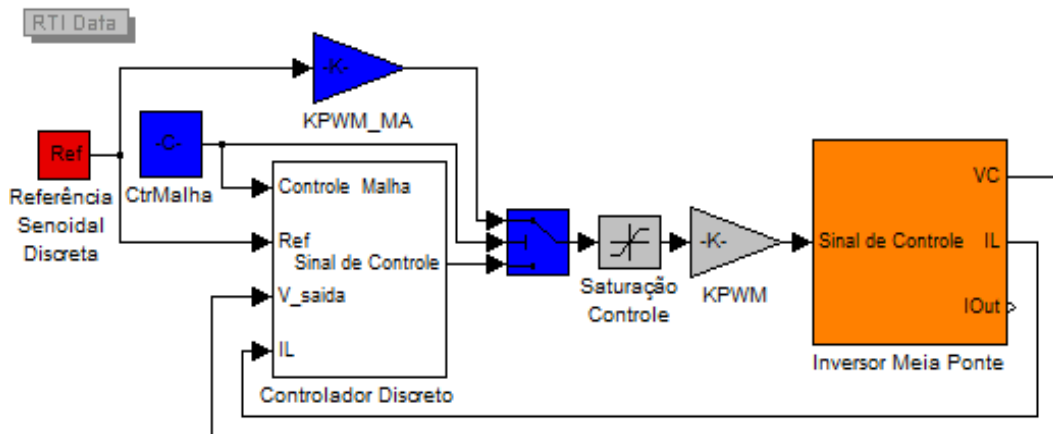 RTI Data
-K-
KPWM_MA
Ref
-C-
Referência
Senoidal
Discreta
CtrMalha
Controle Malha
Ref
Sinal de Controle
V_saida
IL
Controlador Discreto
Saturação
Controle
-K-
KPWM
VC
Sinal de Controle
IL
IOut
Inversor Meia Ponte